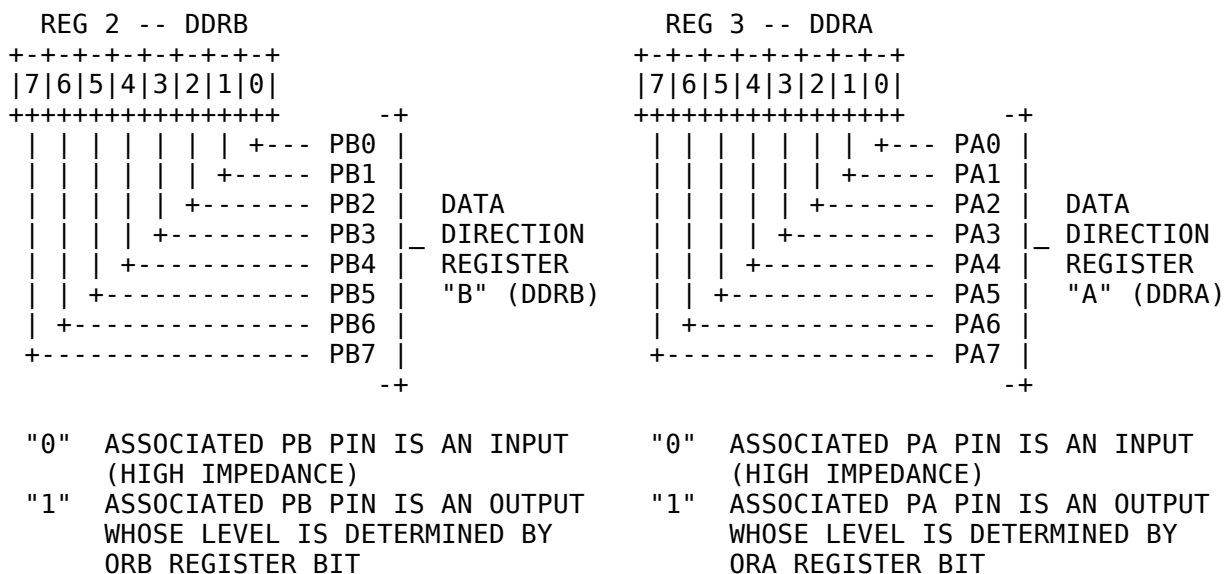 REG 2 -- DDRB                          REG 3 -- DDRA
+-+-+-+-+-+-+-+-+                      +-+-+-+-+-+-+-+-+
|7|6|5|4|3|2|1|0|                      |7|6|5|4|3|2|1|0|
+++++++++++++++++      -+              +++++++++++++++++      -+
 | | | | | | | +--- PB0 |               | | | | | | | +--- PA0 |
 | | | | | | +----- PB1 |               | | | | | | +----- PA1 |
 | | | | | +------- PB2 |  DATA         | | | | | +------- PA2 |  DATA
 | | | | +--------- PB3 |_ DIRECTION    | | | | +--------- PA3 |_ DIRECTION
 | | | +----------- PB4 |  REGISTER     | | | +----------- PA4 |  REGISTER
 | | +------------- PB5 |  "B" (DDRB)   | | +------------- PA5 |  "A" (DDRA)
 | +--------------- PB6 |               | +--------------- PA6 |
 +----------------- PB7 |               +----------------- PA7 |
                       -+                                     -+
 "0"  ASSOCIATED PB PIN IS AN INPUT     "0"  ASSOCIATED PA PIN IS AN INPUT
      (HIGH IMPEDANCE)                       (HIGH IMPEDANCE)
 "1"  ASSOCIATED PB PIN IS AN OUTPUT    "1"  ASSOCIATED PA PIN IS AN OUTPUT
      WHOSE LEVEL IS DETERMINED BY           WHOSE LEVEL IS DETERMINED BY
      ORB REGISTER BIT                       ORA REGISTER BIT